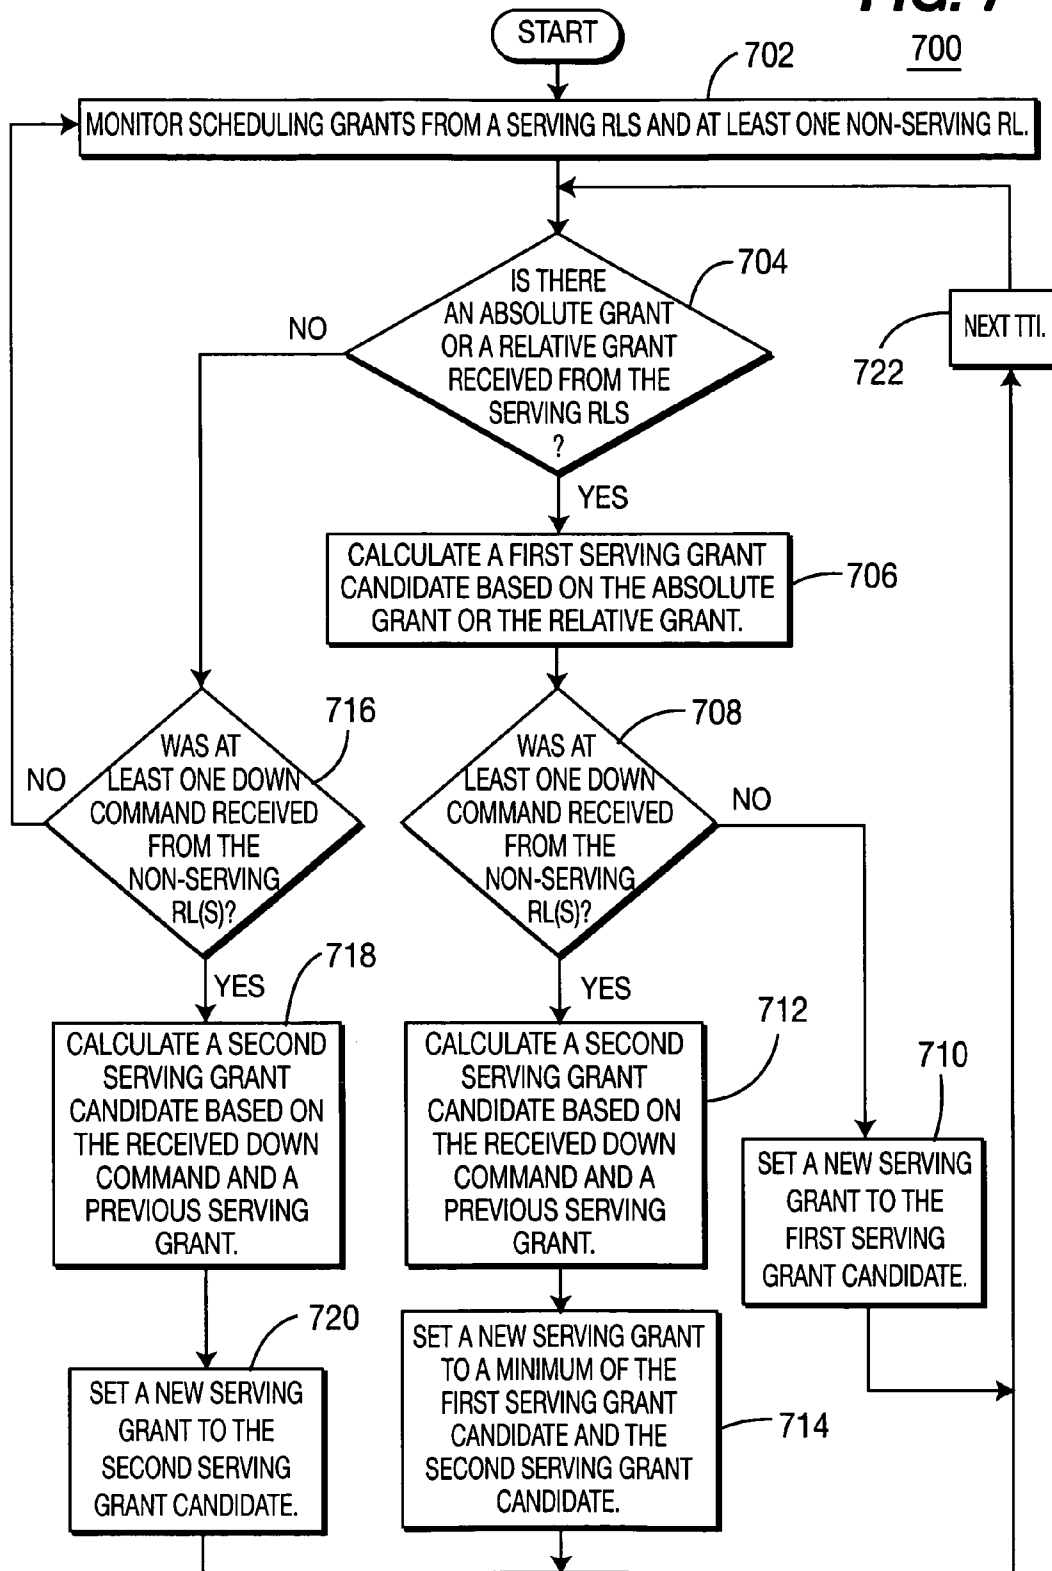 FIG. 7
700
START
702
MONITOR SCHEDULING GRANTS FROM A SERVING RLS AND AT LEAST ONE NON-SERVING RL.
704
IS THERE
AN ABSOLUTE GRANT
OR A RELATIVE GRANT
RECEIVED FROM THE
SERVING RLS
?
NO
YES
NEXT TTI.
722
CALCULATE A FIRST SERVING GRANT
CANDIDATE BASED ON THE ABSOLUTE
GRANT OR THE RELATIVE GRANT.
706
716
WAS AT
LEAST ONE DOWN
COMMAND RECEIVED
FROM THE
NON-SERVING
RL(S)?
NO
YES
708
WAS AT
LEAST ONE DOWN
COMMAND RECEIVED
FROM THE
NON-SERVING
RL(S)?
NO
YES
718
CALCULATE A SECOND
SERVING GRANT
CANDIDATE BASED ON
THE RECEIVED DOWN
COMMAND AND A
PREVIOUS SERVING
GRANT.
712
CALCULATE A SECOND
SERVING GRANT
CANDIDATE BASED ON
THE RECEIVED DOWN
COMMAND AND A
PREVIOUS SERVING
GRANT.
710
SET A NEW SERVING
GRANT TO THE
FIRST SERVING
GRANT CANDIDATE.
720
SET A NEW SERVING
GRANT TO THE
SECOND SERVING
GRANT CANDIDATE.
SET A NEW SERVING GRANT
TO A MINIMUM OF THE
FIRST SERVING GRANT
CANDIDATE AND THE
SECOND SERVING GRANT
CANDIDATE.
714